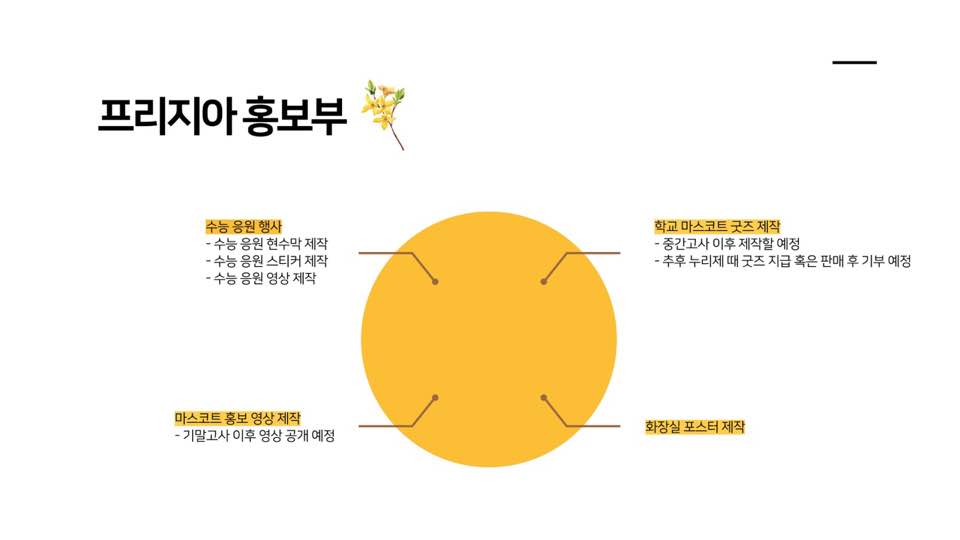 프리지아 홍보부
수능 응원 행사
- 수능 응원 현수막 제작
- 수능 응원 스티커 제작
- 수능 응원 영상 제작
학교 마스코트 굿즈 제작
- 중간고사 이후 제작할 예정
- 추후 누리제 때 굿즈 지급 혹은 판매 후 기부 예정
마스코트 홍보 영상 제작
- 기말고사 이후 영상 공개 예정
화장실 포스터 제작